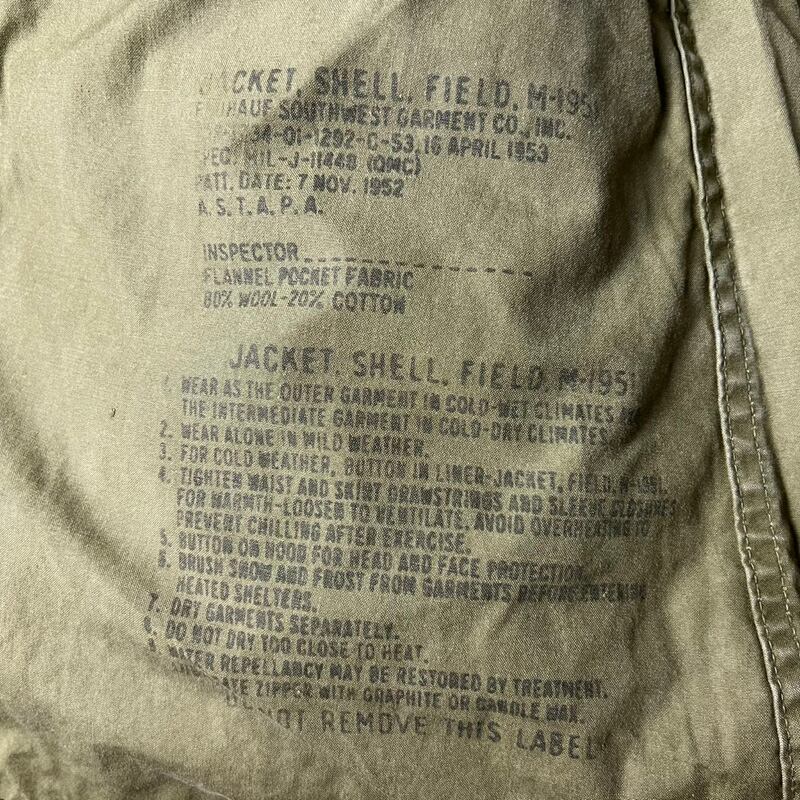 JACKET, SHELL, FIELD, M-1951
SOUTHWEST GARMENT CO., INC.
-01-1292-C-53, 16 APRIL 1953
SPEC. MIL-J-11448 (QMC)
PATT. DATE: 7 NOV. 1952
A.S.T.A.P.A.
INSPECTOR
FLANNEL POCKET FABRIC
80% WOOL-20% COTTON
JACKET, SHELL, FIELD, M-1951
1. WEAR AS THE OUTER GARMENT IN COLD-WET CLIMATES AS
THE INTERMEDIATE GARMENT IN COLD-DRY CLIMATES
2. WEAR ALONE IN MILD WEATHER.
3. FOR COLD WEATHER, BUTTON IN LINER-JACKET, FIELD, M-1951.
4. TIGHTEN WAIST AND SKIRT DRAWSTRINGS AND SLEEVE CLOSURES
FOR WARMTH-LOOSEN TO VENTILATE. AVOID OVERHEATING TO
PREVENT CHILLING AFTER EXERCISE.
5. BUTTON ON HOOD FOR HEAD AND FACE PROTECTION.
6. BRUSH SNOW AND FROST FROM GARMENTS BEFORE ENTERING
HEATED SHELTERS.
7. DRY GARMENTS SEPARATELY.
8. DO NOT DRY TOO CLOSE TO HEAT.
9. WATER REPELLANCY MAY BE RESTORED BY TREATMENT.
ZIPPER WITH GRAPHITE OR CANDLE WAX.
DO NOT REMOVE THIS LABEL